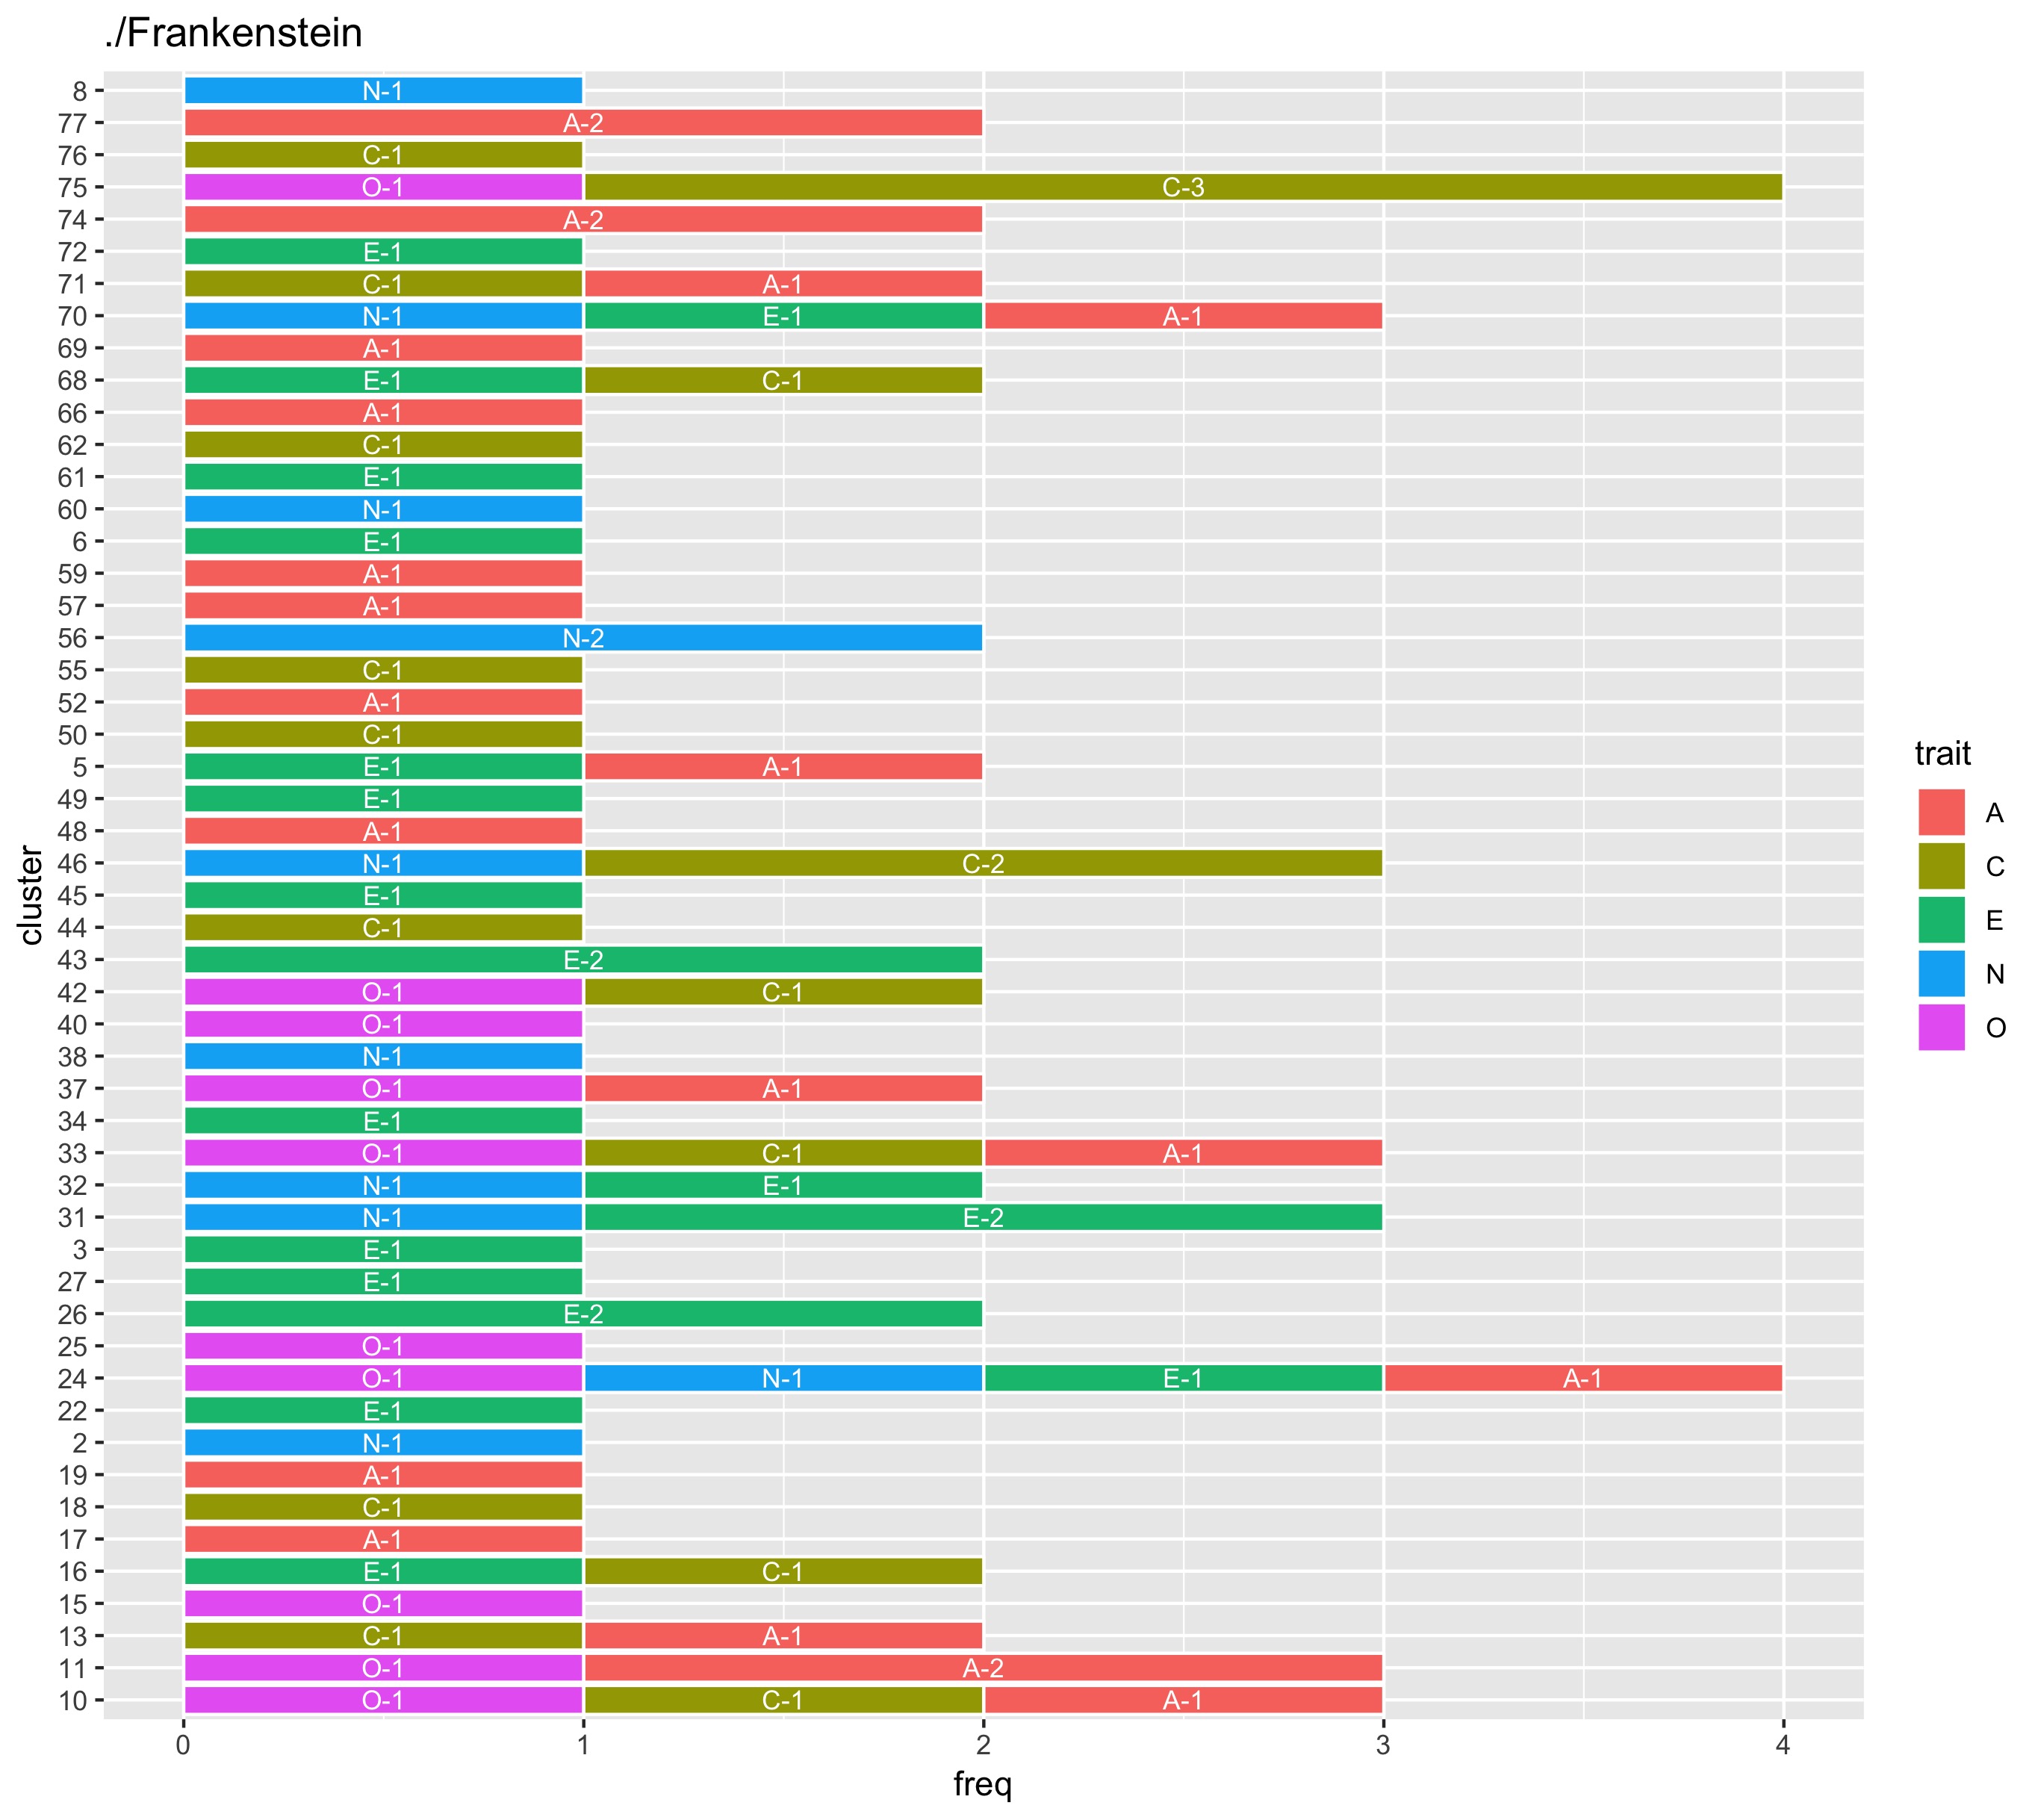 ./Frankenstein
8 N-1
77 A-2
76 C-1
75 O-1 C-3
74 A-2
72 E-1
71 C-1 A-1
70 N-1 E-1 A-1
69 A-1
68 E-1 C-1
66 A-1
62 C-1
61 E-1
60 N-1
6 E-1
59 A-1
57 A-1
56 N-2
55 C-1
52 A-1
50 C-1
5 E-1 A-1
49 E-1
48 A-1
46 N-1 C-2
45 E-1
44 C-1
43 E-2
42 O-1 C-1
40 O-1
38 N-1
37 O-1 A-1
34 E-1
33 O-1 C-1 A-1
32 N-1 E-1
31 N-1 E-2
3 E-1
27 E-1
26 E-2
25 O-1
24 O-1 N-1 E-1 A-1
22 E-1
2 N-1
19 A-1
18 C-1
17 A-1
16 E-1 C-1
15 O-1
13 C-1 A-1
11 O-1 A-2
10 O-1 C-1 A-1
0 1 2 3 4
freq
cluster
trait
A
C
E
N
O